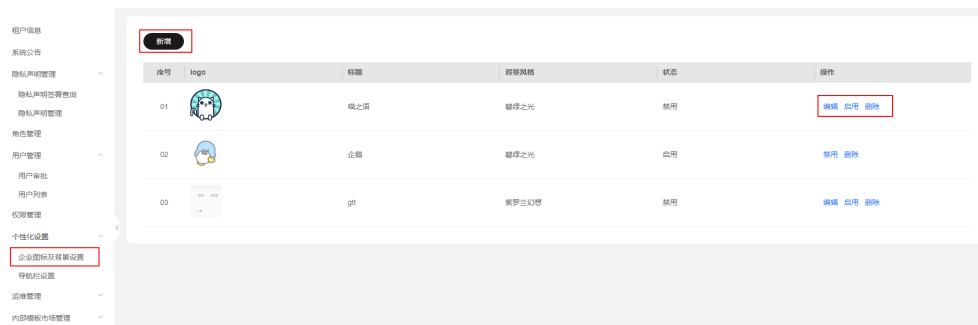 租户信息
系统公告
隐私声明管理
隐私声明签署查询
隐私声明管理
角色管理
用户管理
用户审批
用户列表
权限管理
个性化设置
企业图标及背景设置
导航栏设置
运维管理
内部模板市场管理
新增
序号 logo 标题 背景风格 状态 操作
01 喵之语 碧绿之光 禁用 编辑 启用 删除
02 企鹅 碧绿之光 启用 禁用 删除
03 gtt 紫罗兰幻想 禁用 编辑 启用 删除